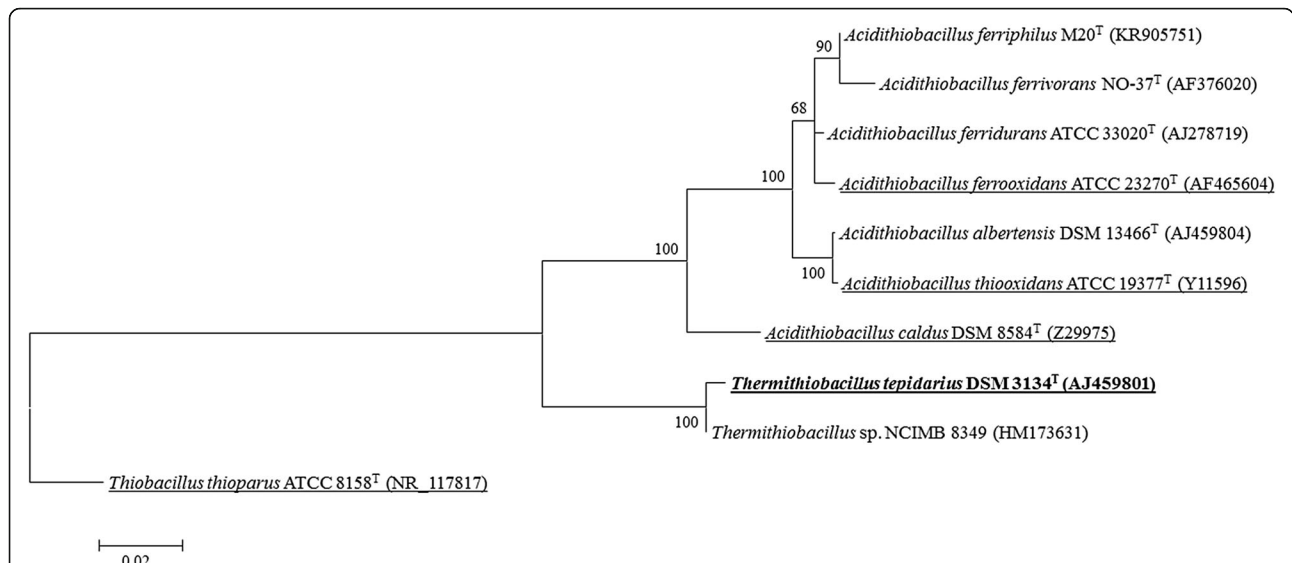 Acidithiobacillus ferriphilus M20ᵀ (KR905751)
90
Acidithiobacillus ferrivorans NO-37ᵀ (AF376020)
68
Acidithiobacillus ferridurans ATCC 33020ᵀ (AJ278719)
100
Acidithiobacillus ferrooxidans ATCC 23270ᵀ (AF465604)
Acidithiobacillus albertensis DSM 13466ᵀ (AJ459804)
100
100
Acidithiobacillus thiooxidans ATCC 19377ᵀ (Y11596)
Acidithiobacillus caldus DSM 8584ᵀ (Z29975)
Thermithiobacillus tepidarius DSM 3134ᵀ (AJ459801)
100
Thermithiobacillus sp. NCIMB 8349 (HM173631)
Thiobacillus thioparus ATCC 8158ᵀ (NR_117817)
0.02